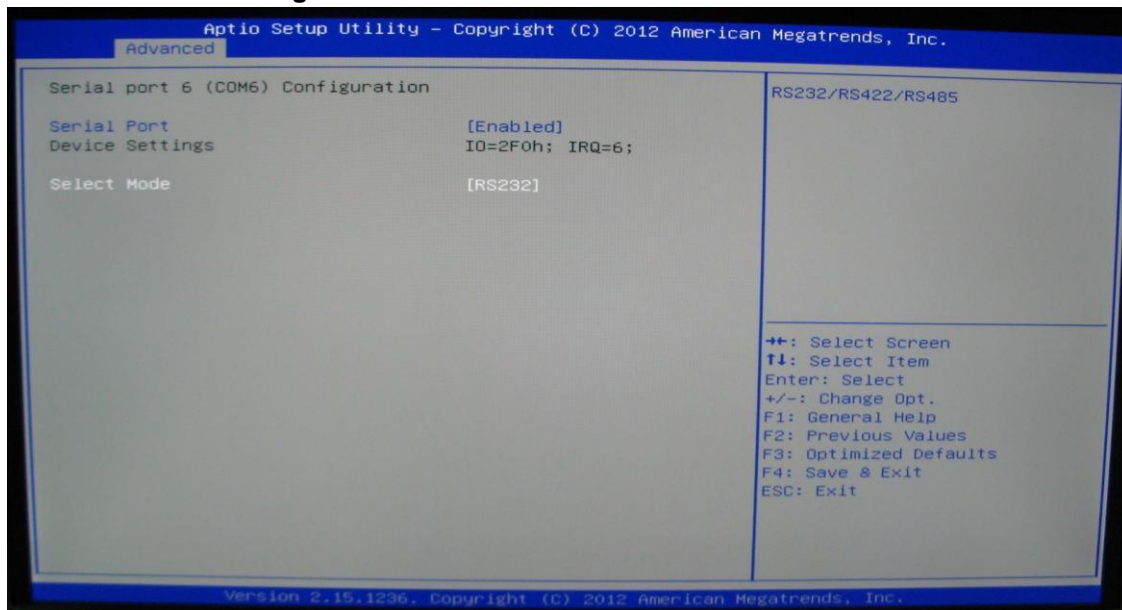 Aptio Setup Utility – Copyright (C) 2012 American Megatrends, Inc.
Advanced
Serial port 6 (COM6) Configuration
Serial Port [Enabled]
Device Settings IO=2F0h; IRQ=6;
Select Mode [RS232]
RS232/RS422/RS485
→←: Select Screen
↑↓: Select Item
Enter: Select
+/-: Change Opt.
F1: General Help
F2: Previous Values
F3: Optimized Defaults
F4: Save & Exit
ESC: Exit
Version 2.15.1236. Copyright (C) 2012 American Megatrends, Inc.